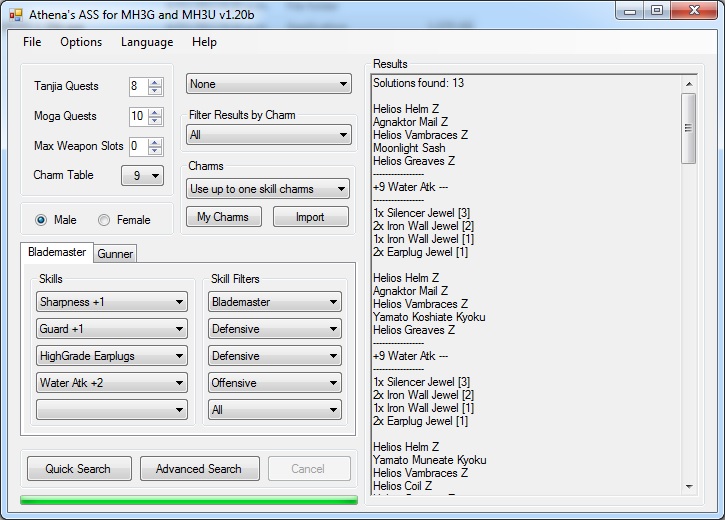 Athena's ASS for MH3G and MH3U v1.20b
File Options Language Help
Tanjia Quests 8
Moga Quests 10
Max Weapon Slots 0
Charm Table 9
Male Female
None
Filter Results by Charm
All
Charms
Use up to one skill charms
My Charms Import
Blademaster Gunner
Skills Skill Filters
Sharpness +1 Blademaster
Guard +1 Defensive
HighGrade Earplugs Defensive
Water Atk +2 Offensive
All
Quick Search Advanced Search Cancel
Results
Solutions found: 13
Helios Helm Z
Agnaktor Mail Z
Helios Vambraces Z
Moonlight Sash
Helios Greaves Z
-----------------
+9 Water Atk ---
-----------------
1x Silencer Jewel [3]
2x Iron Wall Jewel [2]
1x Iron Wall Jewel [1]
2x Earplug Jewel [1]
Helios Helm Z
Agnaktor Mail Z
Helios Vambraces Z
Yamato Koshiate Kyoku
Helios Greaves Z
-----------------
+9 Water Atk ---
-----------------
1x Silencer Jewel [3]
2x Iron Wall Jewel [2]
1x Iron Wall Jewel [1]
2x Earplug Jewel [1]
Helios Helm Z
Yamato Muneate Kyoku
Helios Vambraces Z
Helios Coil Z